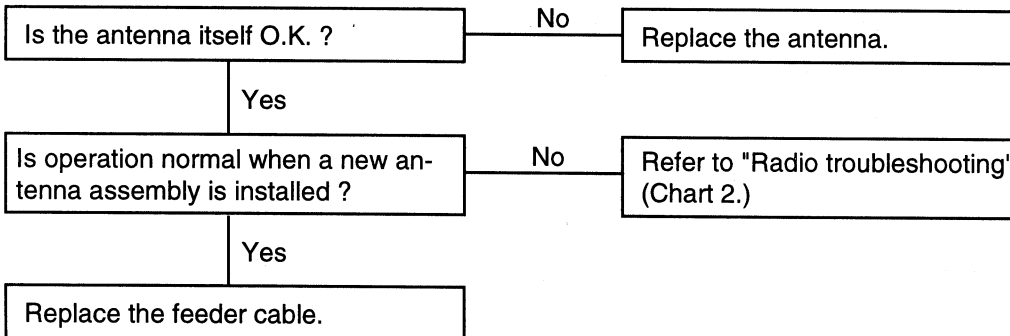 Is the antenna itself O.K. ?
No
Replace the antenna.
Yes
Is operation normal when a new an-
tenna assembly is installed ?
No
Refer to "Radio troubleshooting"
(Chart 2.)
Yes
Replace the feeder cable.